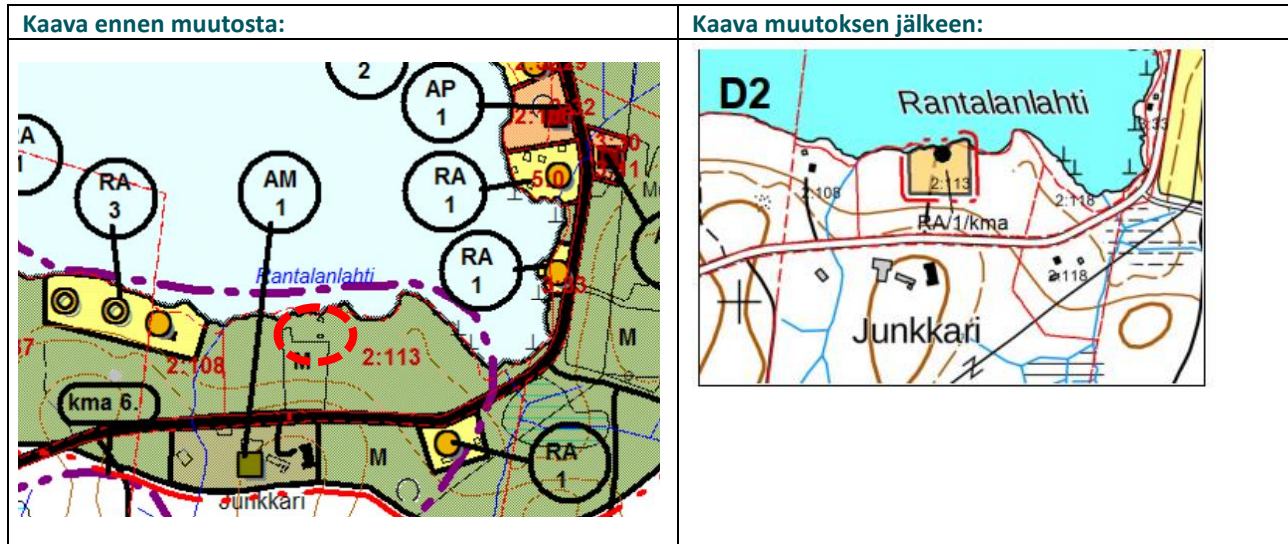 Kaava ennen muutosta:
Kaava muutoksen jälkeen:
2
AP
1
RA
1
RA
3
AM
1
RA
1
Rantalanlahti
M
M
2:108
2:113
kma 6.
M
RA
1
Junkkari
D2
Rantalanlahti
2:113
2:108
RA/1/kma
2:118
2:118
Junkkari